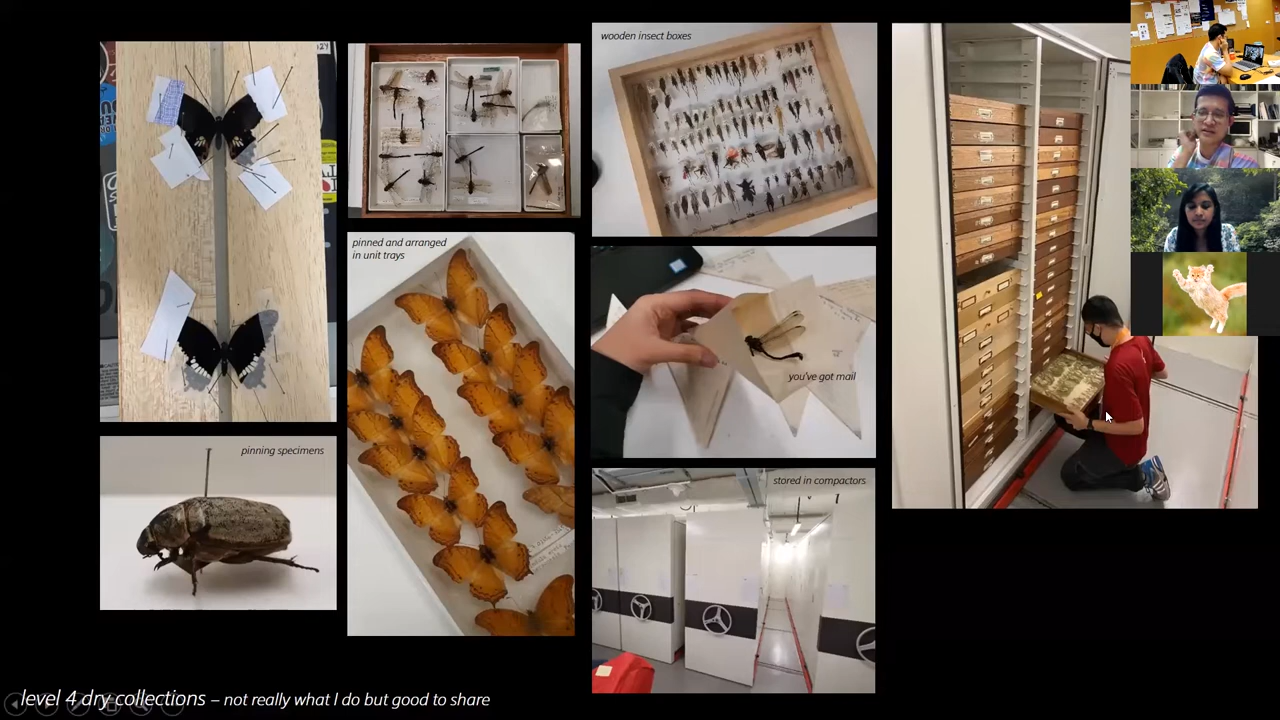 wooden insect boxes
pinned and arranged
in unit trays
you've got mail
pinning specimens
stored in compactors
level 4 dry collections – not really what I do but good to share